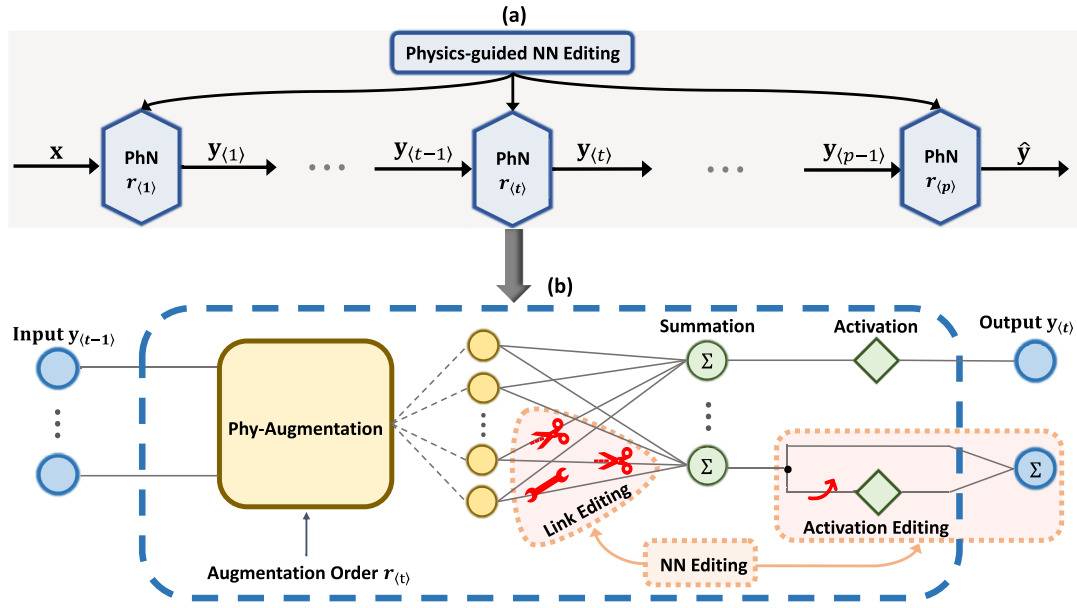 (a)
Physics-guided NN Editing
x
PhN
r⟨1⟩
y⟨1⟩
y⟨t−1⟩
PhN
r⟨t⟩
y⟨t⟩
y⟨p−1⟩
PhN
r⟨p⟩
ŷ
(b)
Input y⟨t−1⟩
Summation
Activation
Output y⟨t⟩
Σ
Phy-Augmentation
Σ
Σ
Link Editing
Activation Editing
NN Editing
Augmentation Order r⟨t⟩